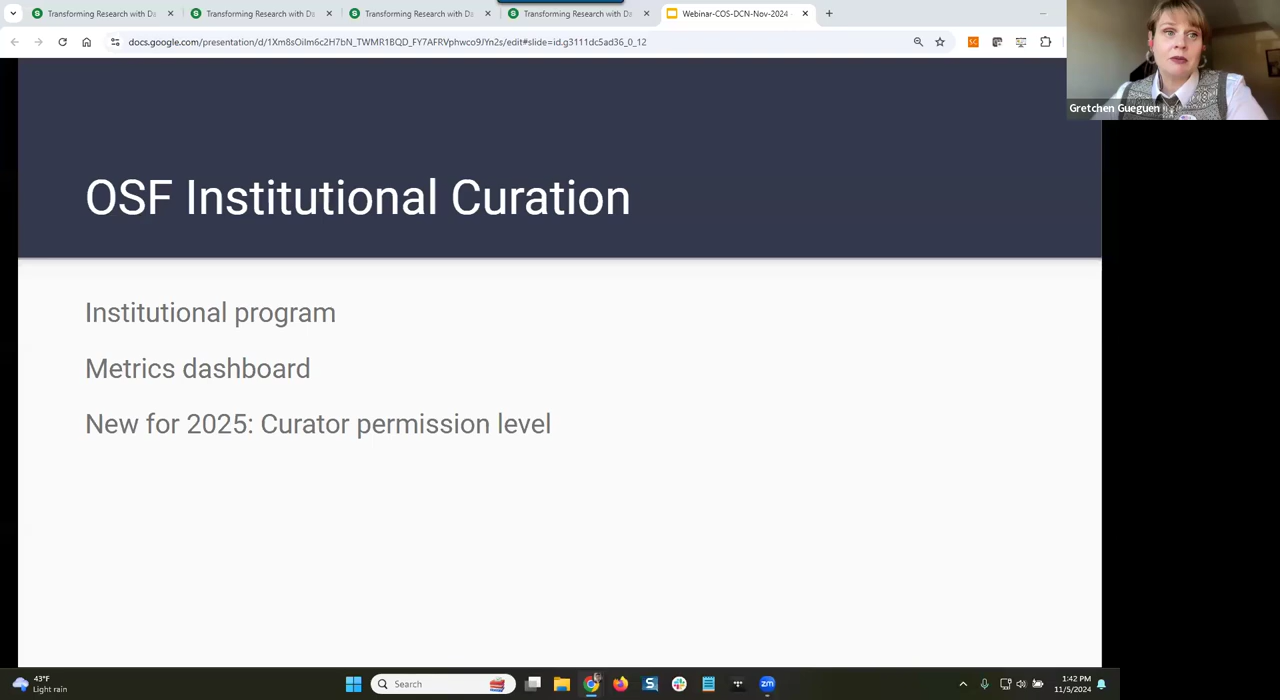 Transforming Research with Da
Transforming Research with Da
Transforming Research with Da
Transforming Research with Da
Webinar-COS-DCN-Nov-2024
docs.google.com/presentation/d/1Xm8sOilm6c2H7bN_TWMR1BQD_FY7AFRVphwco9JYn2s/edit#slide=id.g3111dc5ad36_0_12
Gretchen Gueguen
OSF Institutional Curation
Institutional program
Metrics dashboard
New for 2025: Curator permission level
43°F
Light rain
Search
zm
1:42 PM
11/5/2024